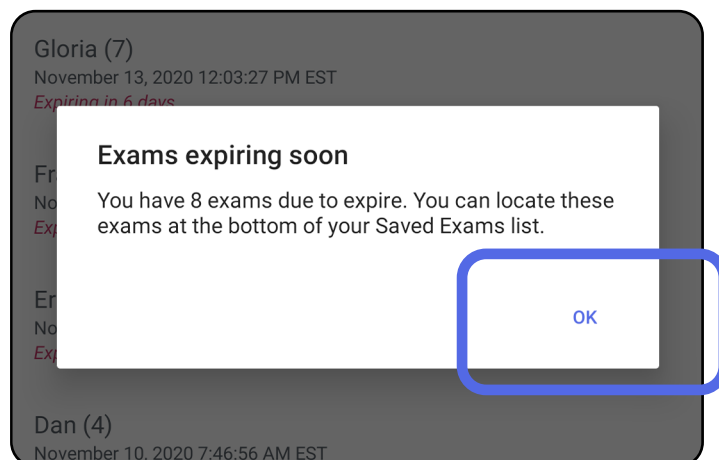 Gloria (7)
November 13, 2020 12:03:27 PM EST
Expiring in 6 days
Exams expiring soon
You have 8 exams due to expire. You can locate these
exams at the bottom of your Saved Exams list.
OK
Dan (4)
November 10, 2020 7:46:56 AM EST